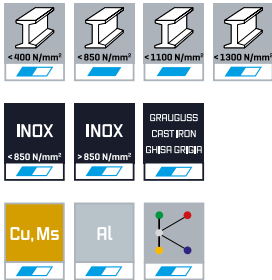 <400 N/mm² <850 N/mm² <1100 N/mm² <1300 N/mm²
INOX INOX GRAUGUSS
CAST IRON
GHISA GRIGIA
<850 N/mm² >850 N/mm²
Cu, Ms Al